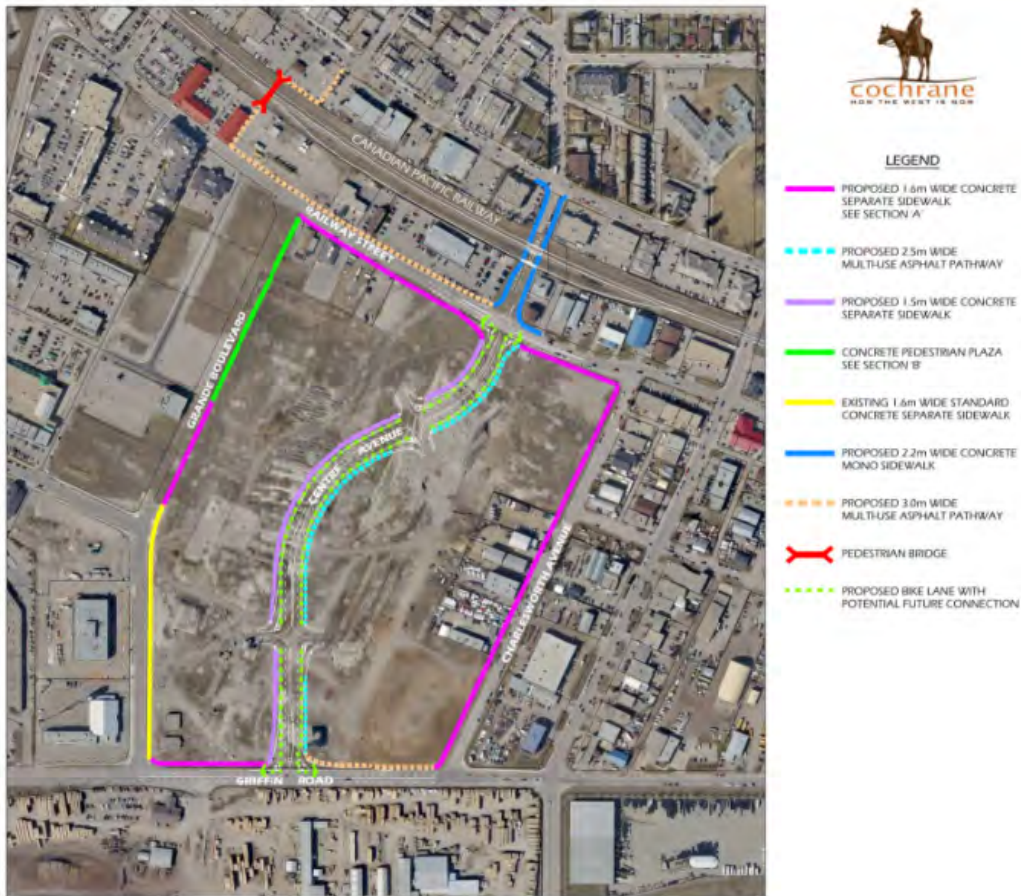 cochrane
HOW THE WEST IS NOW
LEGEND
PROPOSED 1.6m WIDE CONCRETE
SEPARATE SIDEWALK
SEE SECTION 'A'
PROPOSED 2.5m WIDE
MULTI-USE ASPHALT PATHWAY
PROPOSED 1.5m WIDE CONCRETE
SEPARATE SIDEWALK
CONCRETE PEDESTRIAN PLAZA
SEE SECTION 'B'
EXISTING 1.6m WIDE STANDARD
CONCRETE SEPARATE SIDEWALK
PROPOSED 2.2m WIDE CONCRETE
MONO SIDEWALK
PROPOSED 3.0m WIDE
MULTI-USE ASPHALT PATHWAY
PEDESTRIAN BRIDGE
PROPOSED BIKE LANE WITH
POTENTIAL FUTURE CONNECTION
CANADIAN PACIFIC RAILWAY
RAILWAY STREET
GRANDE BOULEVARD
CENTRE AVENUE
CHARLESWORTH AVENUE
GRIFFIN ROAD